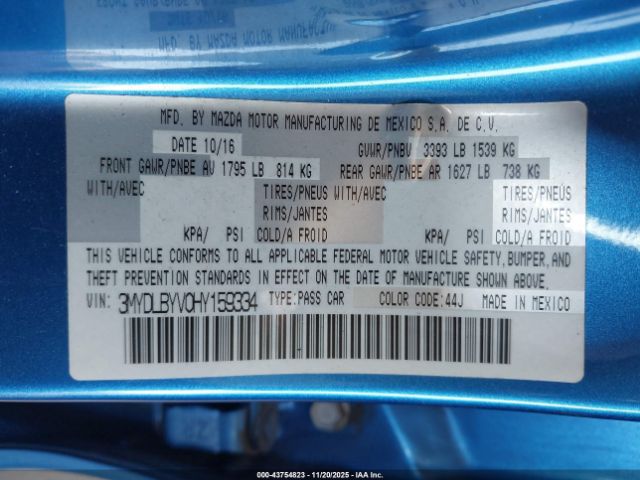 MFD. BY MAZDA MOTOR MANUFACTURING DE MEXICO S.A. DE C.V.
DATE 10/16 GVWR/PNBV 3393 LB 1539 KG
FRONT GAWR/PNBE AV 1795 LB 814 KG REAR GAWR/PNBE AR 1627 LB 738 KG
WITH/AVEC TIRES/PNEUS WITH/AVEC TIRES/PNEUS
RIMS/JANTES RIMS/JANTES
KPA/ PSI COLD/A FROID KPA/ PSI COLD/A FROID
THIS VEHICLE CONFORMS TO ALL APPLICABLE FEDERAL MOTOR VEHICLE SAFETY, BUMPER, AND
THEFT PREVENTION STANDARDS IN EFFECT ON THE DATE OF MANUFACTURE SHOWN ABOVE.
VIN: 3MYDLBYV0HY159334 TYPE:PASS CAR COLOR CODE:44J MADE IN MEXICO
000-43754823 - 11/20/2025 - IAAI.COM